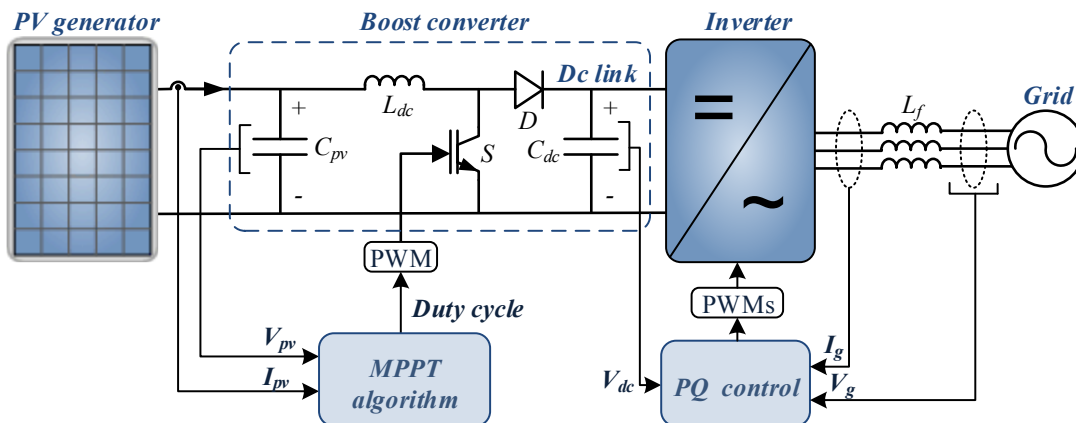 PV generator
Boost converter
Inverter
Dc link
Grid
L_dc
D
L_f
+
+
=
C_pv
S
C_dc
-
-
~
PWM
Duty cycle
PWMs
V_pv
I_pv
MPPT
algorithm
V_dc
PQ control
I_g
V_g